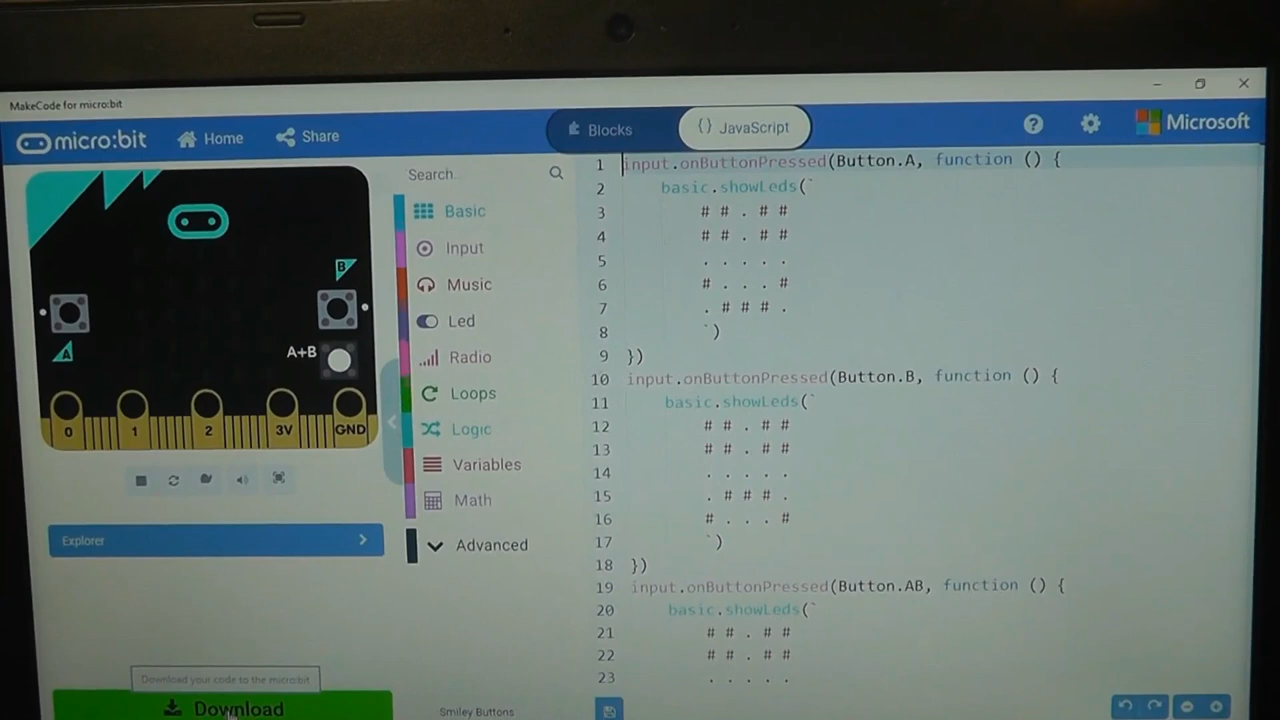 MakeCode for micro:bit
micro:bit Home Share Blocks {} JavaScript ? Microsoft
Search
Basic
Input
Music
Led
Radio
Loops
Logic
Variables
Math
Advanced
B
A
A+B
0 1 2 3V GND
Explorer
Download your code to the micro:bit
Download
Smiley Buttons
1 input.onButtonPressed(Button.A, function () {
2 basic.showLeds(`
3 # # . # #
4 # # . # #
5 . . . . .
6 # . . . #
7 . # # # .
8 `)
9 })
10 input.onButtonPressed(Button.B, function () {
11 basic.showLeds(`
12 # # . # #
13 # # . # #
14 . . . . .
15 . # # # .
16 # . . . #
17 `)
18 })
19 input.onButtonPressed(Button.AB, function () {
20 basic.showLeds(`
21 # # . # #
22 # # . # #
23 . . . . .